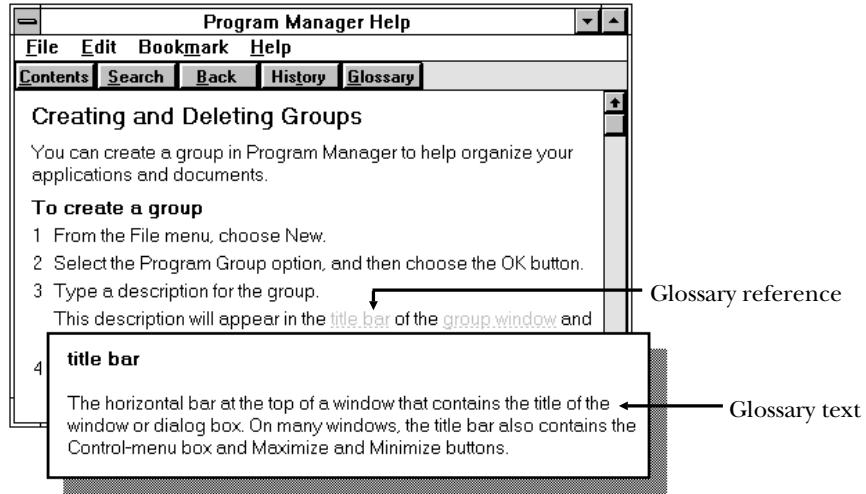 Program Manager Help
File Edit Bookmark Help
Contents Search Back History Glossary
Creating and Deleting Groups
You can create a group in Program Manager to help organize your
applications and documents.
To create a group
1 From the File menu, choose New.
2 Select the Program Group option, and then choose the OK button.
3 Type a description for the group.
Glossary reference
This description will appear in the title bar of the group window and
4
title bar
The horizontal bar at the top of a window that contains the title of the
window or dialog box. On many windows, the title bar also contains the
Control-menu box and Maximize and Minimize buttons.
Glossary text